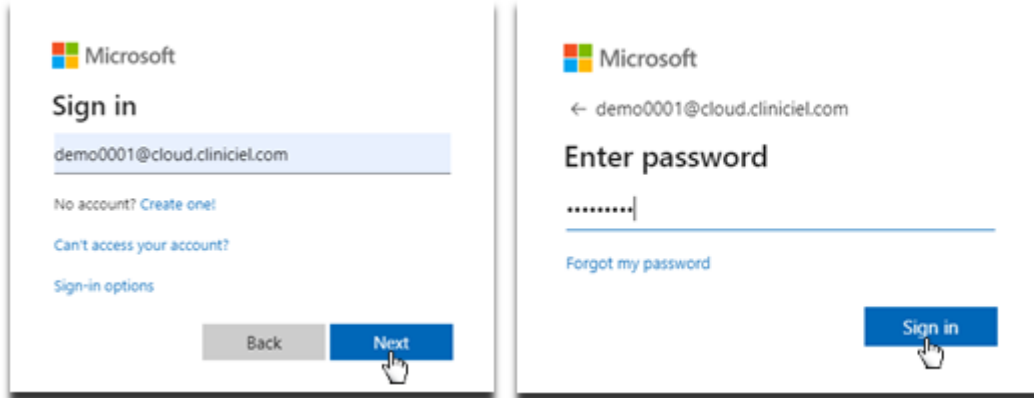 Microsoft
Sign in
demo0001@cloud.cliniciel.com
No account? Create one!
Can't access your account?
Sign-in options
Back
Next
Microsoft
← demo0001@cloud.cliniciel.com
Enter password
•••••••••
Forgot my password
Sign in